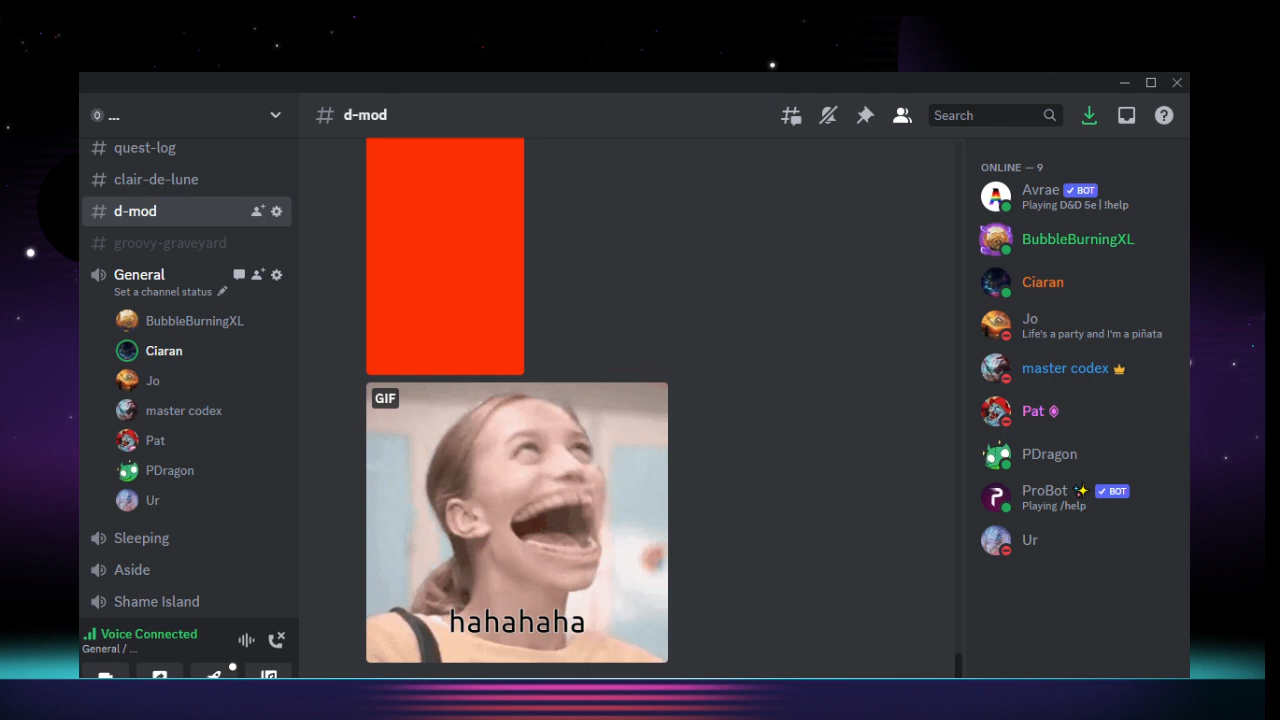 ...
d-mod
Search
quest-log
clair-de-lune
d-mod
groovy-graveyard
General
Set a channel status
BubbleBurningXL
Ciaran
Jo
master codex
Pat
PDragon
Ur
Sleeping
Aside
Shame Island
Voice Connected
General / ...
GIF
hahahaha
ONLINE — 9
Avrae ✓ BOT
Playing D&D 5e | !help
BubbleBurningXL
Ciaran
Jo
Life's a party and I'm a piñata
master codex
Pat
PDragon
ProBot ✨ ✓ BOT
Playing /help
Ur